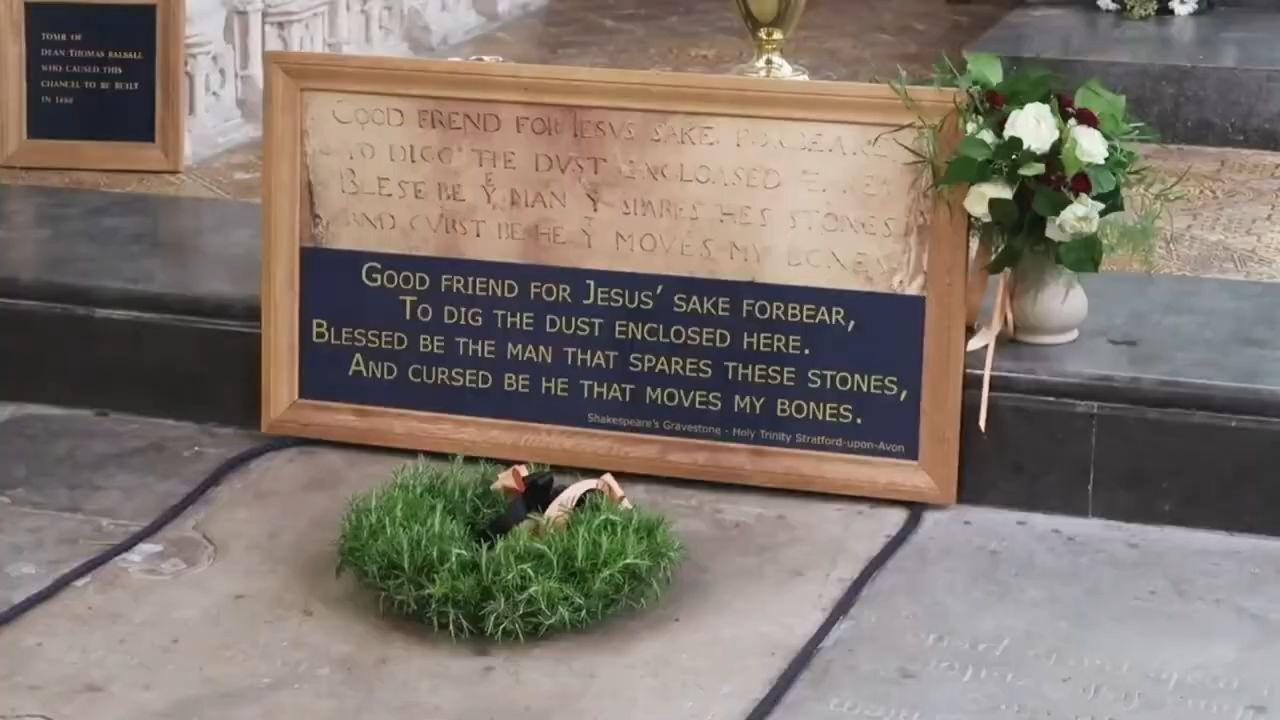 TOMB OF
DEAN THOMAS BALSALL
WHO CAUSED THIS
CHANCEL TO BE BUILT
IN 1480
GOOD FREND FOR IESVS SAKE FORBEARE,
TO DIGG THE DVST ENCLOASED HEARE
BLESE BE Y MAN Y SPARES THES STONES
AND CVRST BE HE Y MOVES MY BONES
GOOD FRIEND FOR JESUS' SAKE FORBEAR,
TO DIG THE DUST ENCLOSED HERE.
BLESSED BE THE MAN THAT SPARES THESE STONES,
AND CURSED BE HE THAT MOVES MY BONES.
Shakespeare's Gravestone - Holy Trinity Stratford-upon-Avon